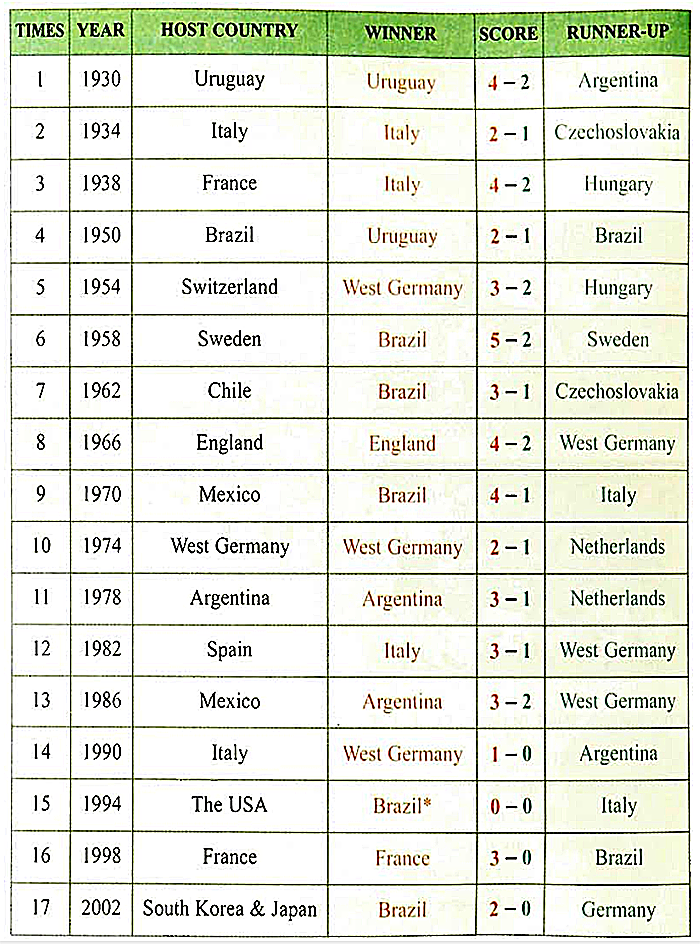 TIMES YEAR HOST COUNTRY WINNER SCORE RUNNER-UP
1 1930 Uruguay Uruguay 4 – 2 Argentina
2 1934 Italy Italy 2 – 1 Czechoslovakia
3 1938 France Italy 4 – 2 Hungary
4 1950 Brazil Uruguay 2 – 1 Brazil
5 1954 Switzerland West Germany 3 – 2 Hungary
6 1958 Sweden Brazil 5 – 2 Sweden
7 1962 Chile Brazil 3 – 1 Czechoslovakia
8 1966 England England 4 – 2 West Germany
9 1970 Mexico Brazil 4 – 1 Italy
10 1974 West Germany West Germany 2 – 1 Netherlands
11 1978 Argentina Argentina 3 – 1 Netherlands
12 1982 Spain Italy 3 – 1 West Germany
13 1986 Mexico Argentina 3 – 2 West Germany
14 1990 Italy West Germany 1 – 0 Argentina
15 1994 The USA Brazil* 0 – 0 Italy
16 1998 France France 3 – 0 Brazil
17 2002 South Korea & Japan Brazil 2 – 0 Germany